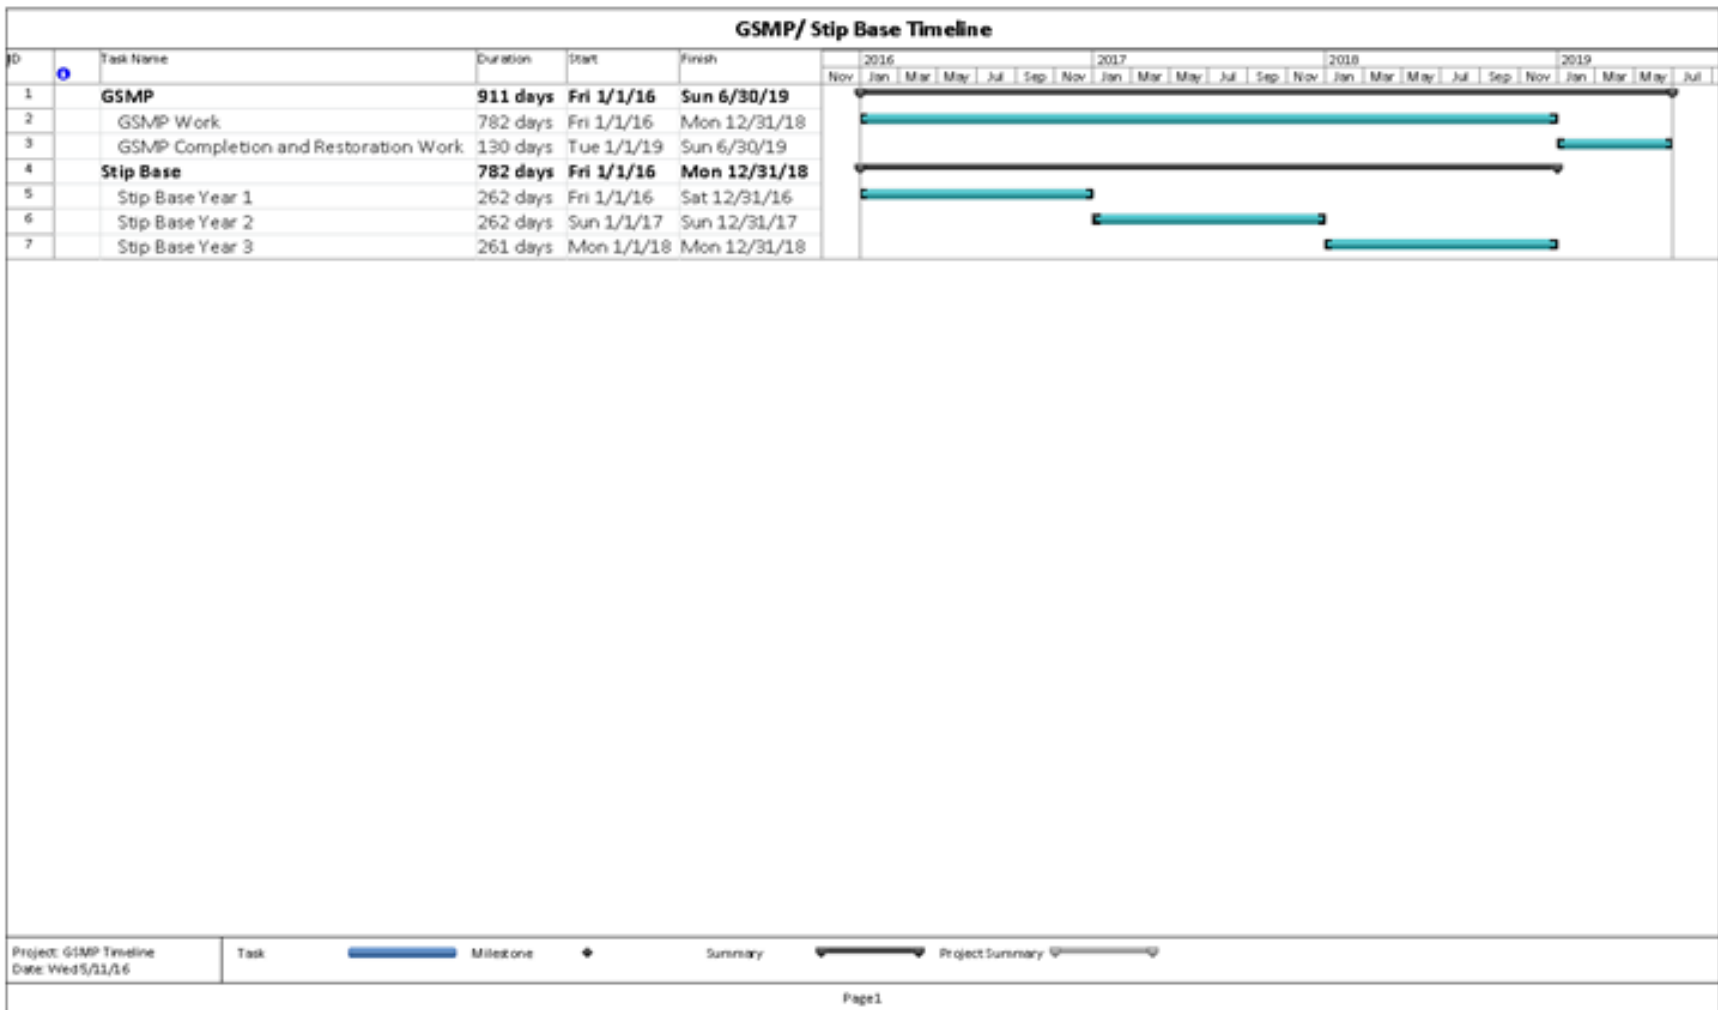 GSMP/ Stip Base Timeline
ID Task Name Duration Start Finish 2016 2017 2018 2019
Nov Jan Mar May Jul Sep Nov Jan Mar May Jul Sep Nov Jan Mar May Jul Sep Nov Jan Mar May Jul
1 GSMP 911 days Fri 1/1/16 Sun 6/30/19
2 GSMP Work 782 days Fri 1/1/16 Mon 12/31/18
3 GSMP Completion and Restoration Work 130 days Tue 1/1/19 Sun 6/30/19
4 Stip Base 782 days Fri 1/1/16 Mon 12/31/18
5 Stip Base Year 1 262 days Fri 1/1/16 Sat 12/31/16
6 Stip Base Year 2 262 days Sun 1/1/17 Sun 12/31/17
7 Stip Base Year 3 261 days Mon 1/1/18 Mon 12/31/18
Project: GSMP Timeline
Date: Wed 5/11/16
Task Milestone Summary Project Summary
Page1